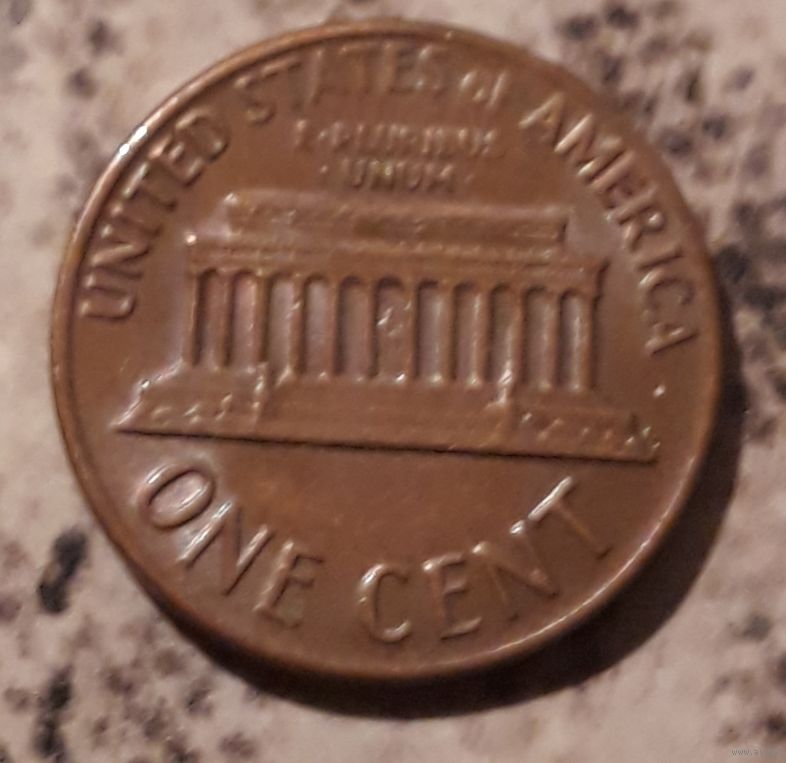 UNITED STATES OF AMERICA
E·PLURIBUS
·UNUM·
ONE CENT